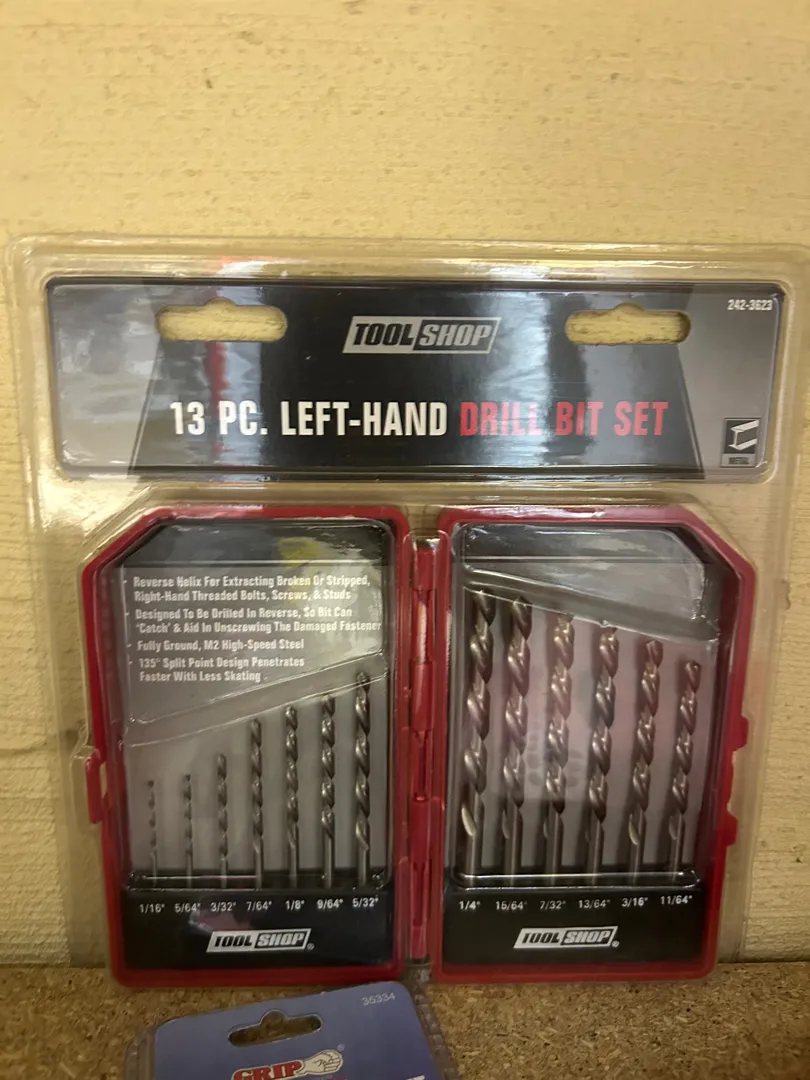 242-3623
TOOL SHOP
13 PC. LEFT-HAND DRILL BIT SET
METAL
· Reverse Helix For Extracting Broken Or Stripped,
Right-Hand Threaded Bolts, Screws, & Studs
· Designed To Be Drilled In Reverse, So Bit Can
'Catch' & Aid In Unscrewing The Damaged Fastener
· Fully Ground, M2 High-Speed Steel
· 135° Split Point Design Penetrates
Faster With Less Skating
1/16" 5/64" 3/32" 7/64" 1/8" 9/64" 5/32"
1/4" 15/64" 7/32" 13/64" 3/16" 11/64"
TOOL SHOP®
TOOL SHOP®
35334
GRIP®